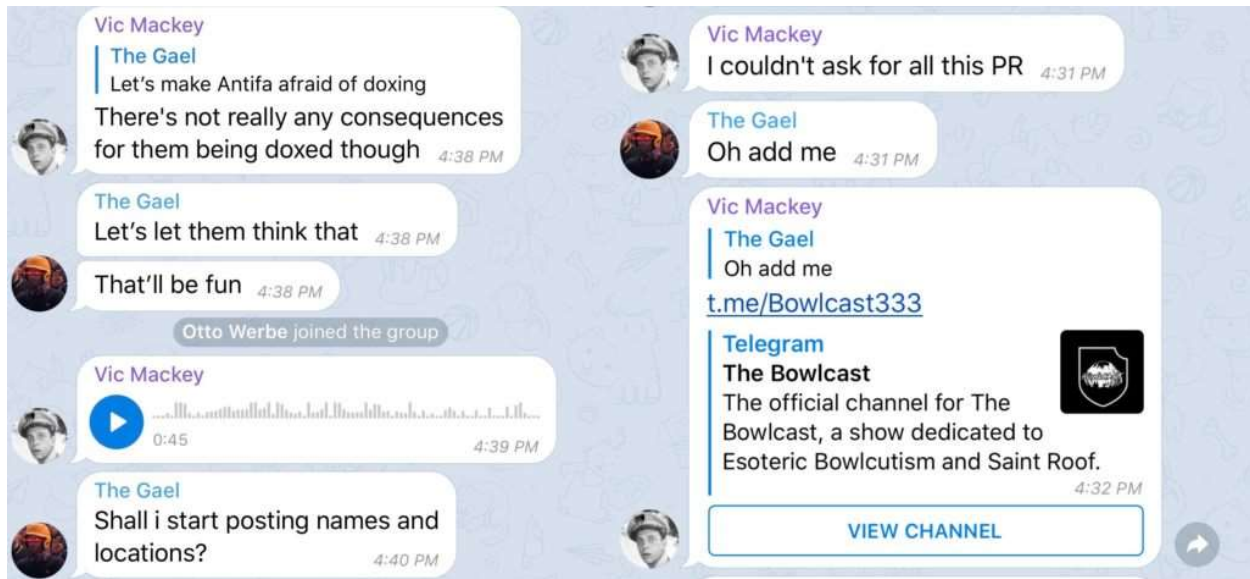 Vic Mackey
The Gael
Let's make Antifa afraid of doxing
There's not really any consequences
for them being doxed though 4:38 PM
The Gael
Let's let them think that 4:38 PM
That'll be fun 4:38 PM
Otto Werbe joined the group
Vic Mackey
0:45 4:39 PM
The Gael
Shall i start posting names and
locations? 4:40 PM
Vic Mackey
I couldn't ask for all this PR 4:31 PM
The Gael
Oh add me 4:31 PM
Vic Mackey
The Gael
Oh add me
t.me/Bowlcast333
Telegram
The Bowlcast
The official channel for The
Bowlcast, a show dedicated to
Esoteric Bowlcutism and Saint Roof.
4:32 PM
VIEW CHANNEL